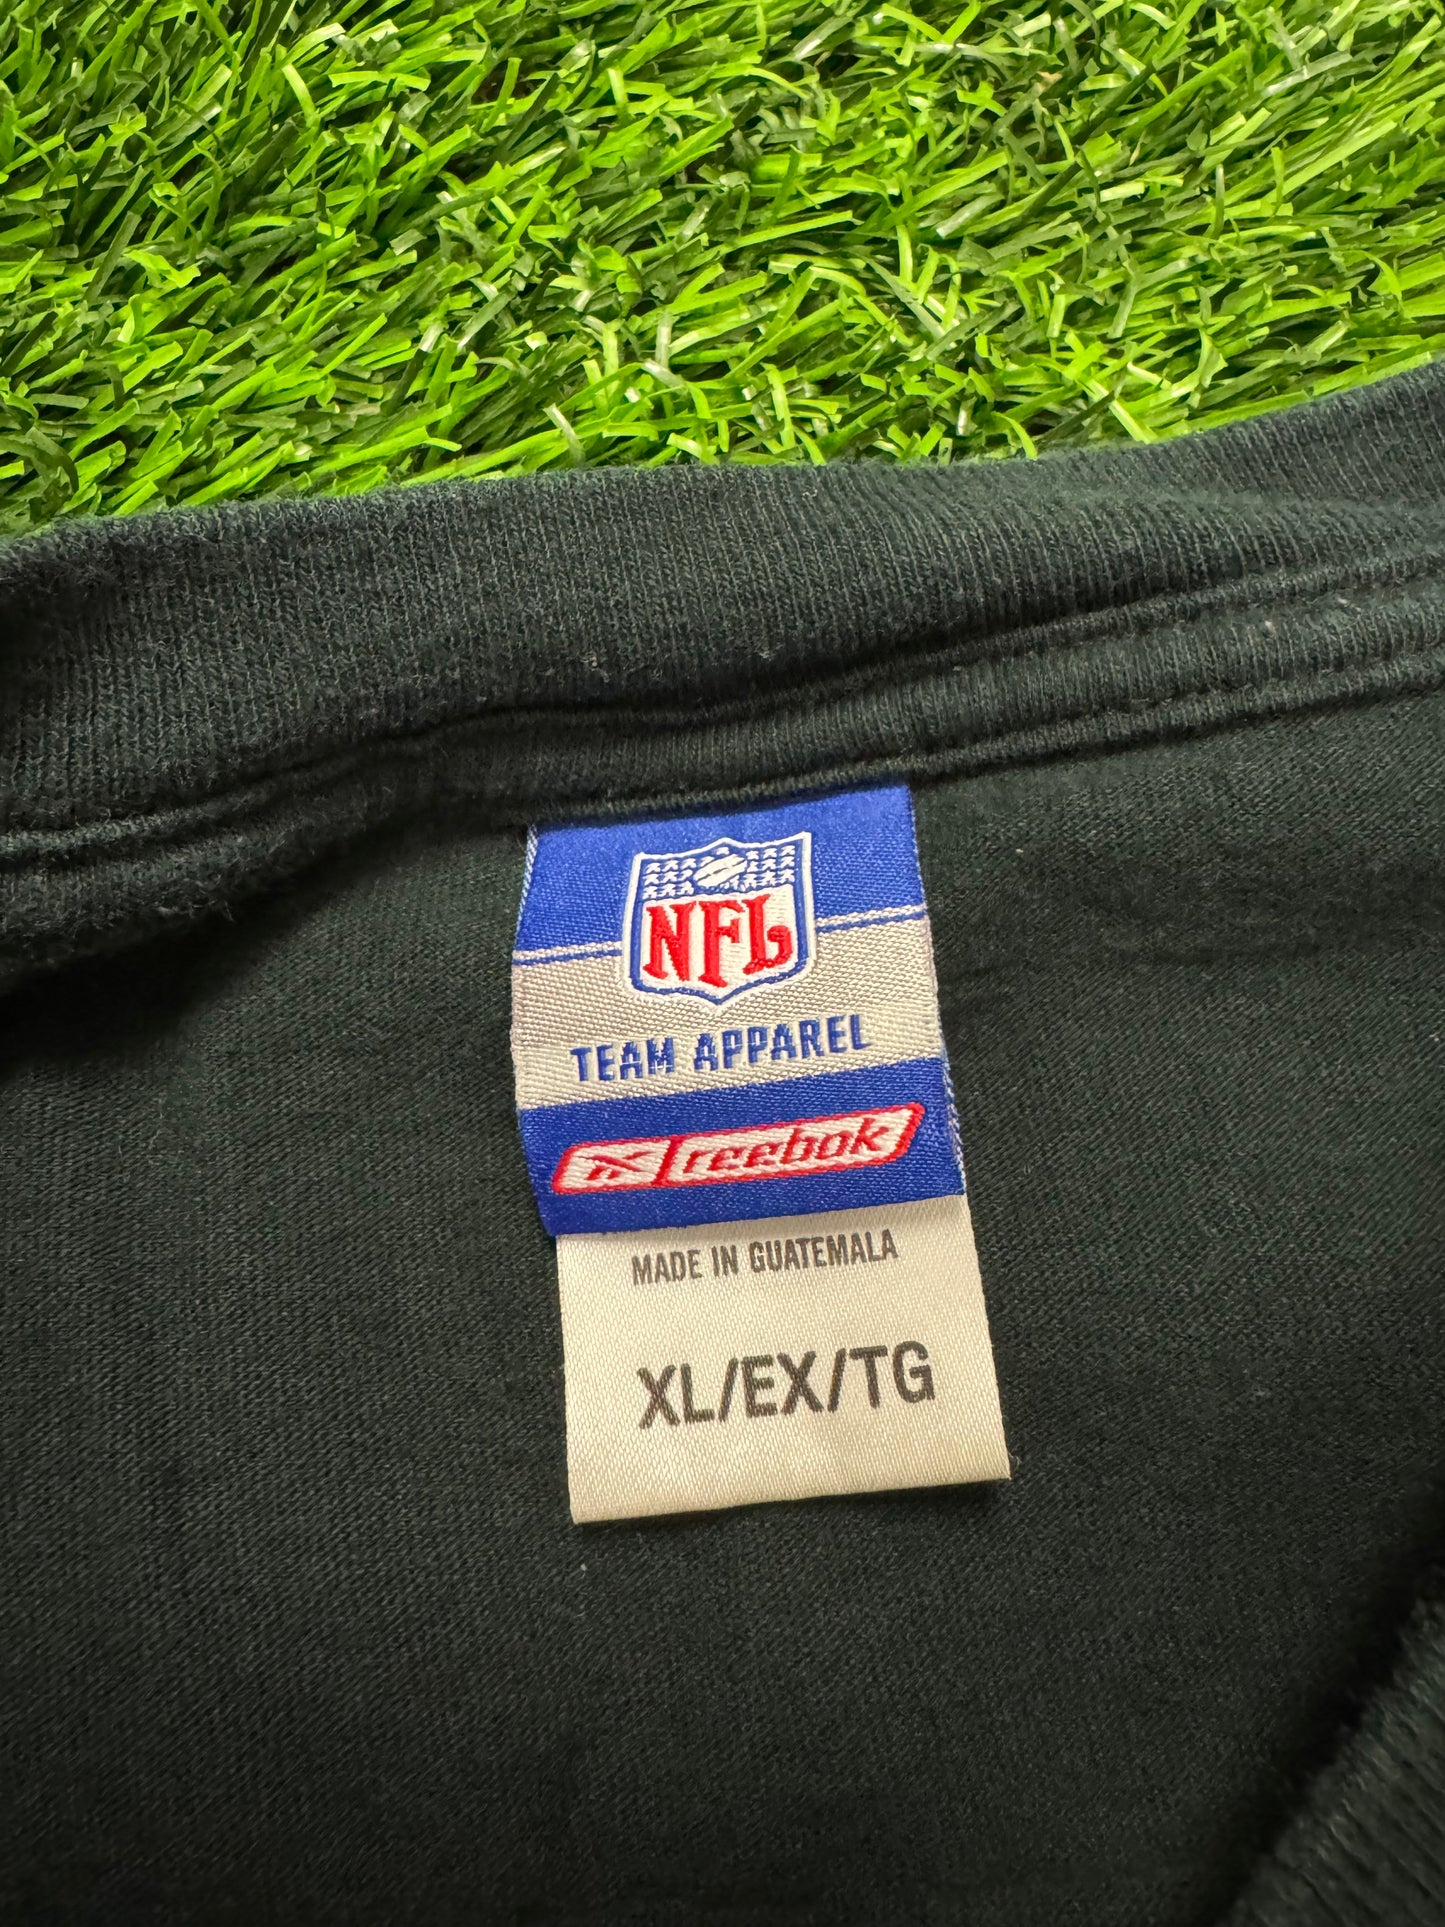 NFL
TEAM APPAREL
Reebok
MADE IN GUATEMALA
XL/EX/TG